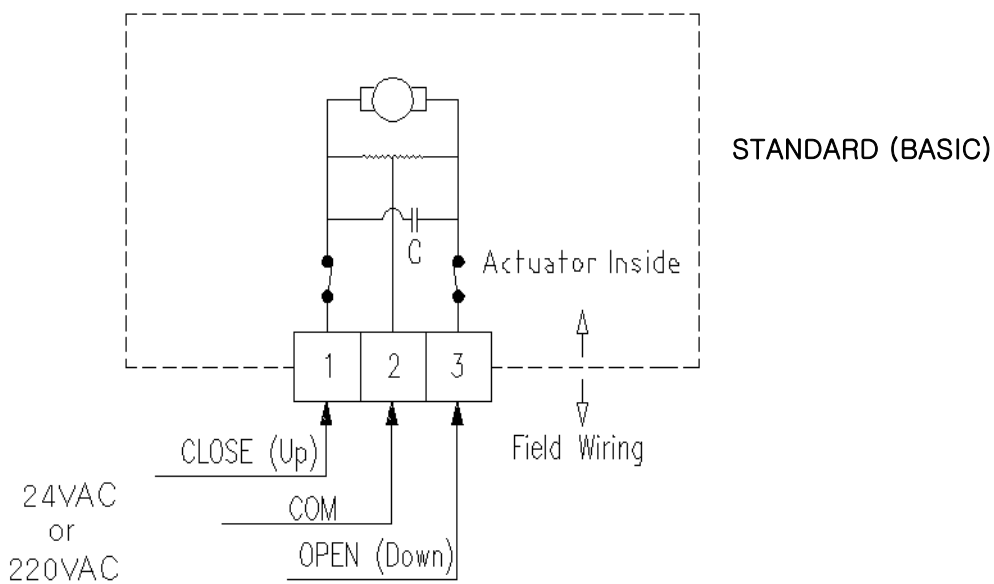 STANDARD (BASIC)
C
Actuator Inside
1 2 3
CLOSE (Up)
Field Wiring
24VAC
or
220VAC
COM
OPEN (Down)